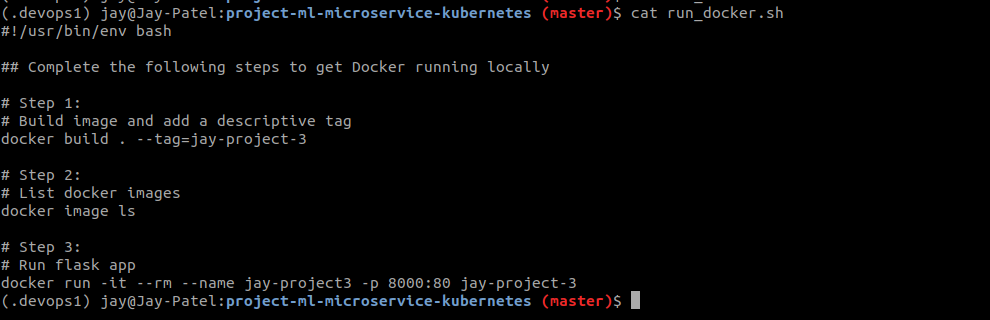 (.devops1) jay@Jay-Patel:project-ml-microservice-kubernetes (master)$ cat run_docker.sh
#!/usr/bin/env bash
## Complete the following steps to get Docker running locally
# Step 1:
# Build image and add a descriptive tag
docker build . --tag=jay-project-3
# Step 2:
# List docker images
docker image ls
# Step 3:
# Run flask app
docker run -it --rm --name jay-project3 -p 8000:80 jay-project-3
(.devops1) jay@Jay-Patel:project-ml-microservice-kubernetes (master)$